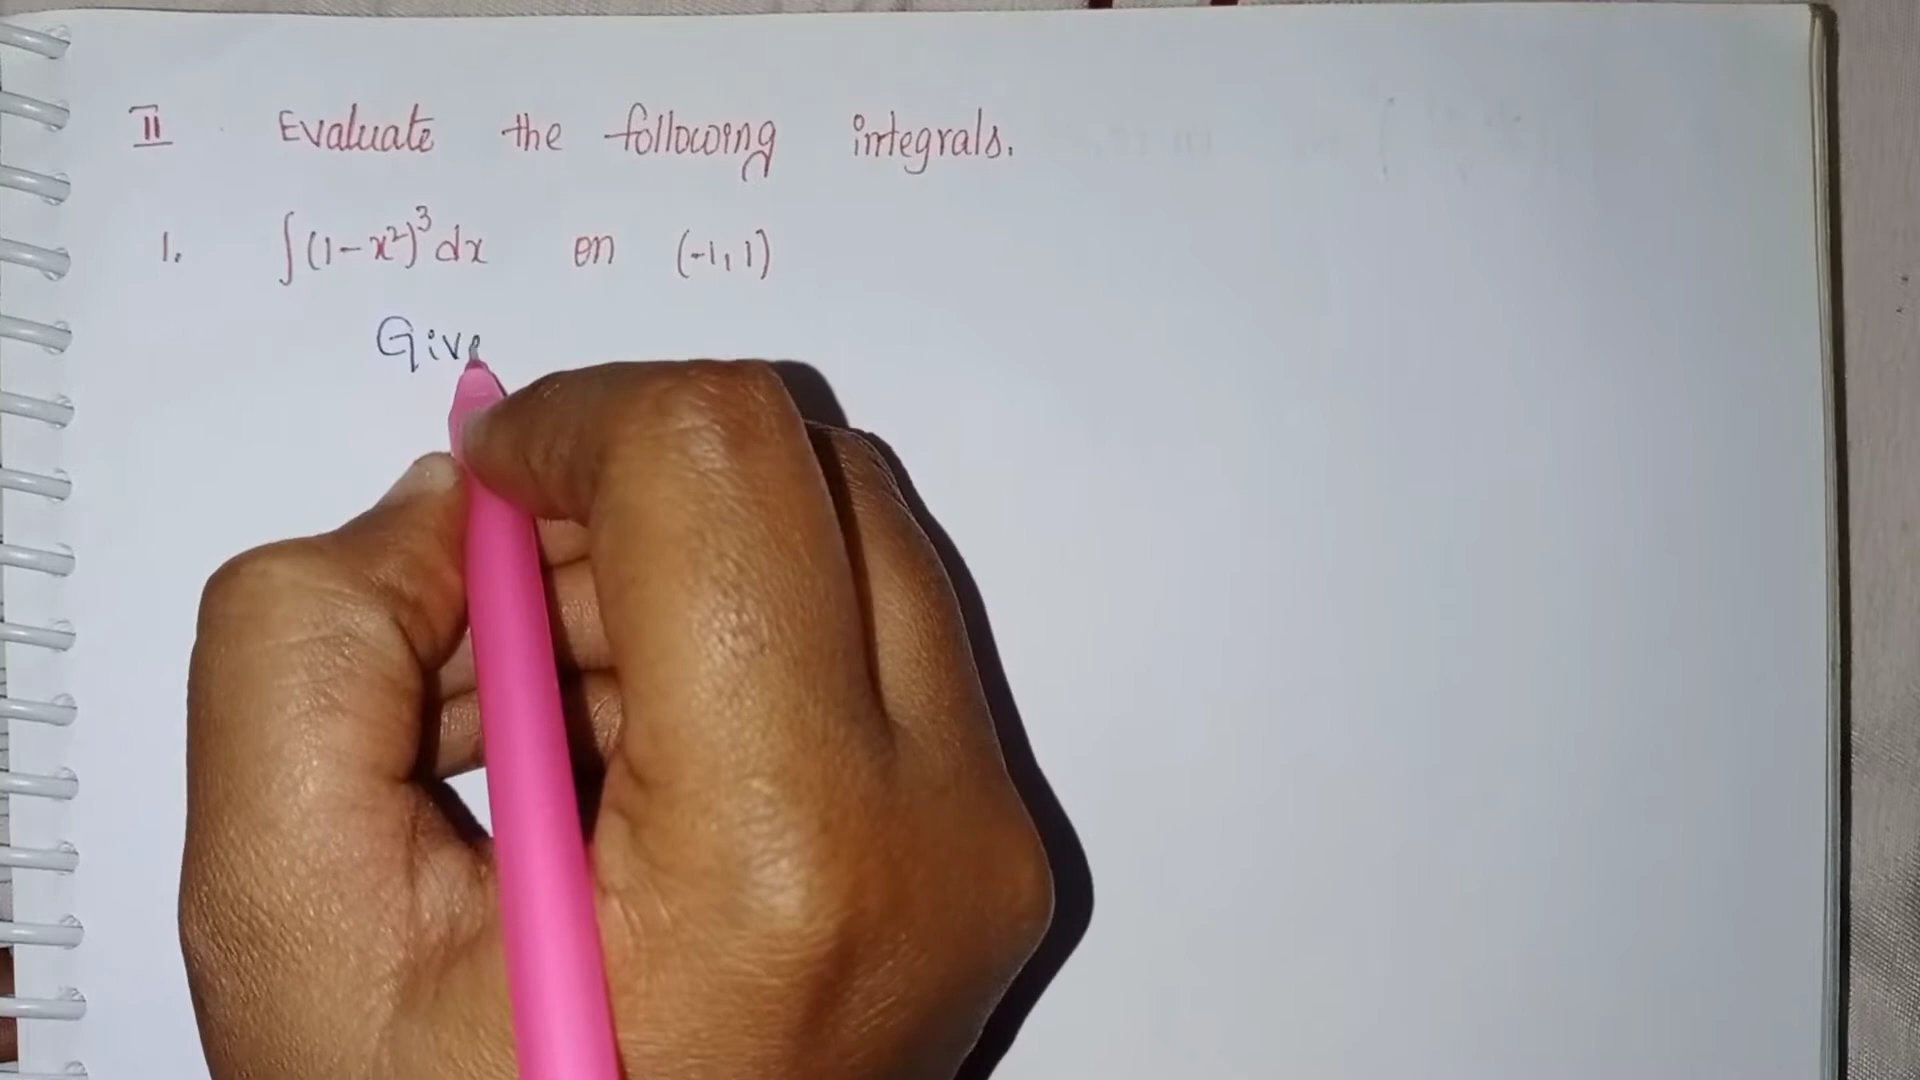 II Evaluate the following integrals.
1. ∫(1-x²)³dx on (-1,1)
Give